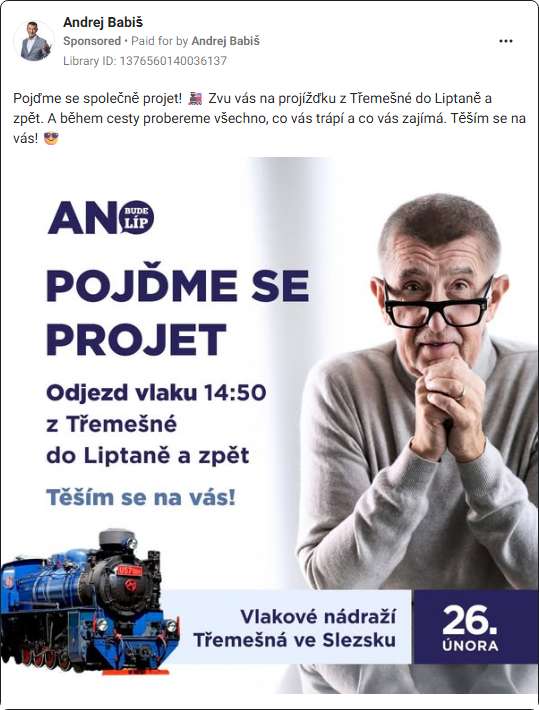 Andrej Babiš
Sponsored • Paid for by Andrej Babiš
Library ID: 1376560140036137
Pojďme se společně projet! 🚂 Zvu vás na projížďku z Třemešné do Liptaně a
zpět. A během cesty probereme všechno, co vás trápí a co vás zajímá. Těším se na
vás! 😎
ANO BUDE LÍP
POJĎME SE
PROJET
Odjezd vlaku 14:50
z Třemešné
do Liptaně a zpět
Těším se na vás!
Vlakové nádraží
Třemešná ve Slezsku
26.
ÚNORA